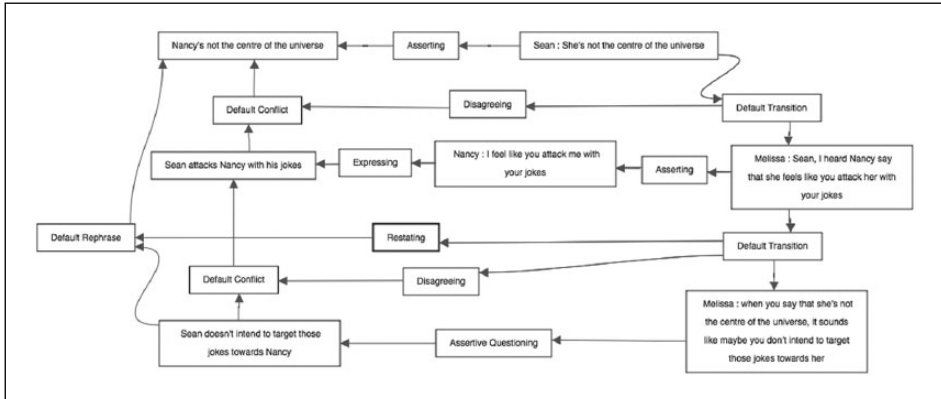 Nancy's not the centre of the universe
Asserting
Sean : She's not the centre of the universe
Default Conflict
Disagreeing
Default Transition
Sean attacks Nancy with his jokes
Expressing
Nancy : I feel like you attack me with
your jokes
Asserting
Melissa : Sean, I heard Nancy say
that she feels like you attack her with
your jokes
Default Rephrase
Restating
Default Transition
Default Conflict
Disagreeing
Sean doesn't intend to target those
jokes towards Nancy
Assertive Questioning
Melissa : when you say that she's not
the centre of the universe, it sounds
like maybe you don't intend to target
those jokes towards her